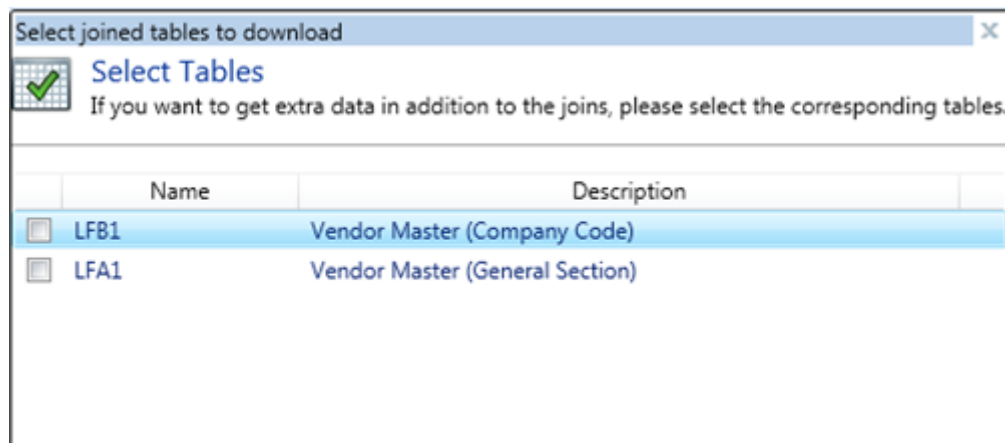 Select joined tables to download
Select Tables
If you want to get extra data in addition to the joins, please select the corresponding tables.
Name Description
LFB1 Vendor Master (Company Code)
LFA1 Vendor Master (General Section)